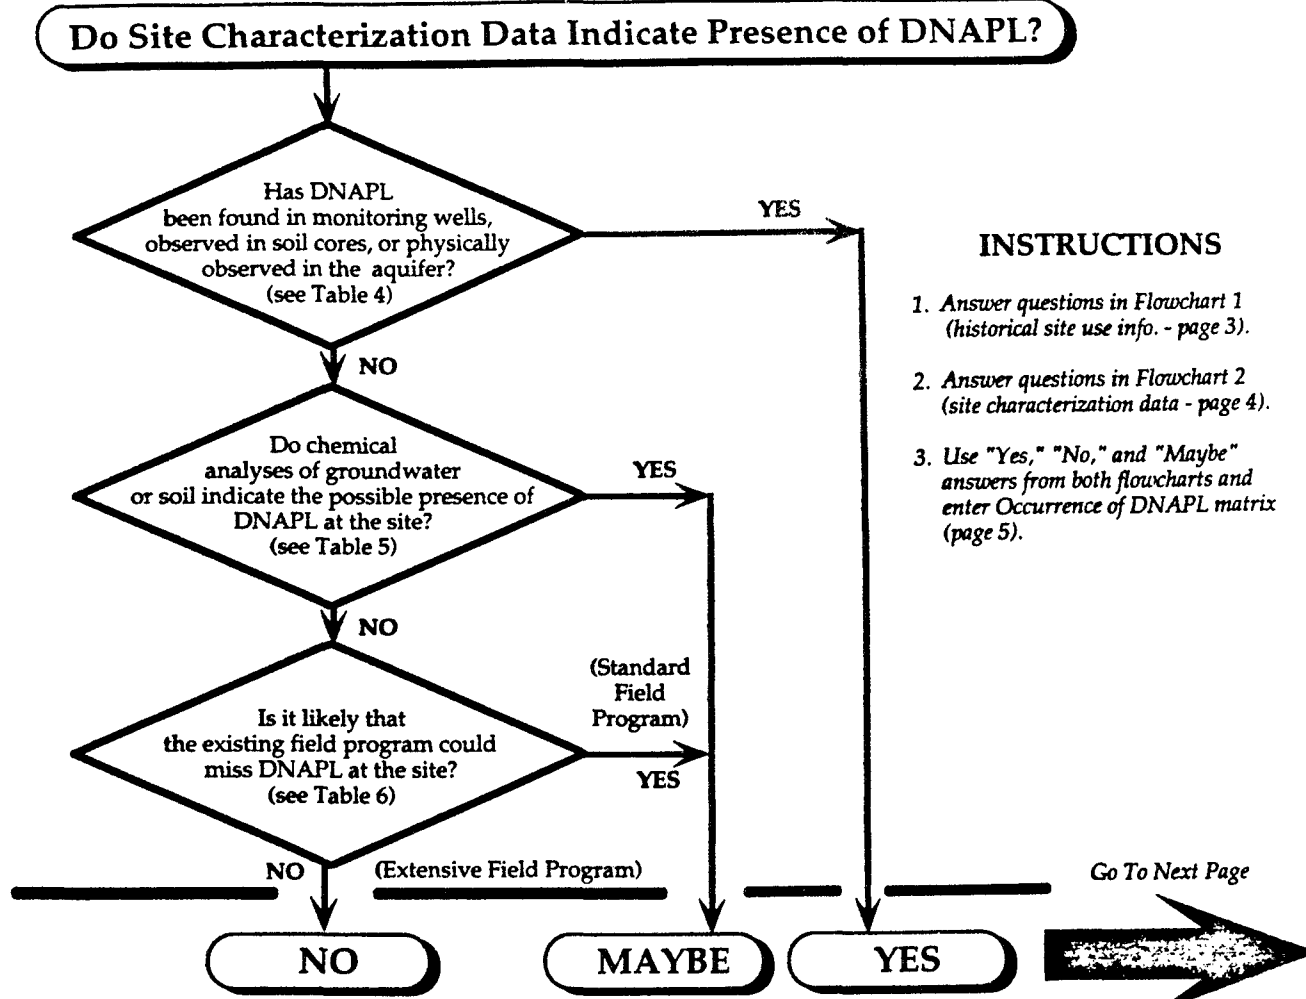 Do Site Characterization Data Indicate Presence of DNAPL?
Has DNAPL
been found in monitoring wells,
observed in soil cores, or physically
observed in the aquifer?
(see Table 4)
YES
NO
Do chemical
analyses of groundwater
or soil indicate the possible presence of
DNAPL at the site?
(see Table 5)
YES
NO
Is it likely that
the existing field program could
miss DNAPL at the site?
(see Table 6)
(Standard
Field
Program)
YES
NO
(Extensive Field Program)
NO
MAYBE
YES
INSTRUCTIONS
1. Answer questions in Flowchart 1
(historical site use info. - page 3).
2. Answer questions in Flowchart 2
(site characterization data - page 4).
3. Use "Yes," "No," and "Maybe"
answers from both flowcharts and
enter Occurrence of DNAPL matrix
(page 5).
Go To Next Page